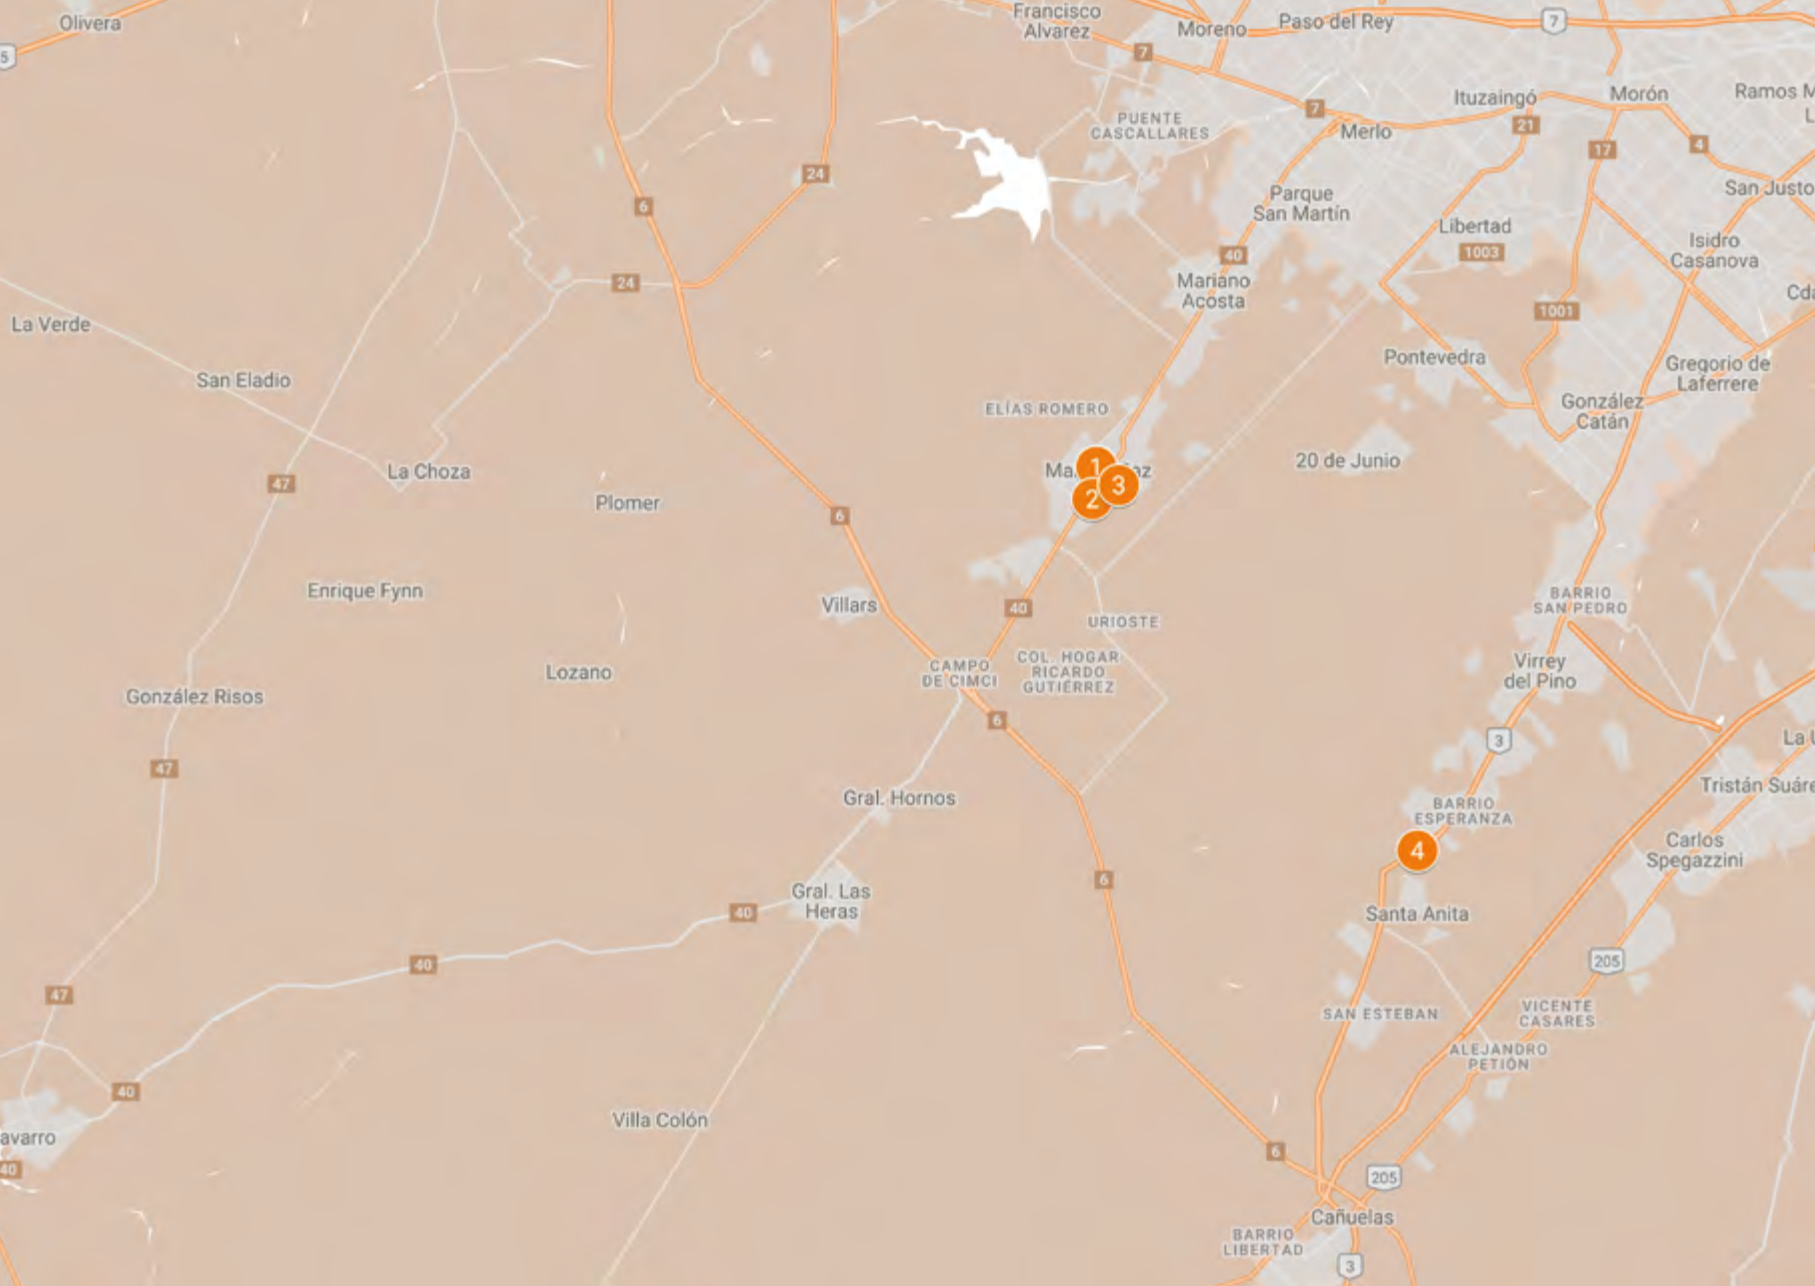 Olivera
5
Francisco
Alvarez
Moreno
Paso del Rey
7
7
Ituzaingó
Morón
Ramos
7
Merlo
21
17
4
PUENTE
CASCALLARES
24
6
Parque
San Martín
San Justo
Libertad
1003
Isidro
Casanova
40
24
Mariano
Acosta
1001
La Verde
Pontevedra
Gregorio de
Laferrere
San Eladio
ELÍAS ROMERO
González
Catán
La Choza
1
2
3
20 de Junio
47
Plomer
6
Enrique Fynn
Villars
40
URIOSTE
BARRIO
SAN PEDRO
Lozano
CAMPO
DE CIMCI
COL. HOGAR
RICARDO
GUTIÉRREZ
Virrey
del Pino
González Risos
6
3
47
Gral. Hornos
Tristán
BARRIO
ESPERANZA
4
Carlos
Spegazzini
6
Gral. Las
Heras
40
Santa Anita
40
205
47
SAN ESTEBAN
VICENTE
CASARES
ALEJANDRO
PETIÓN
40
avarro
40
Villa Colón
6
205
Cañuelas
BARRIO
LIBERTAD
3